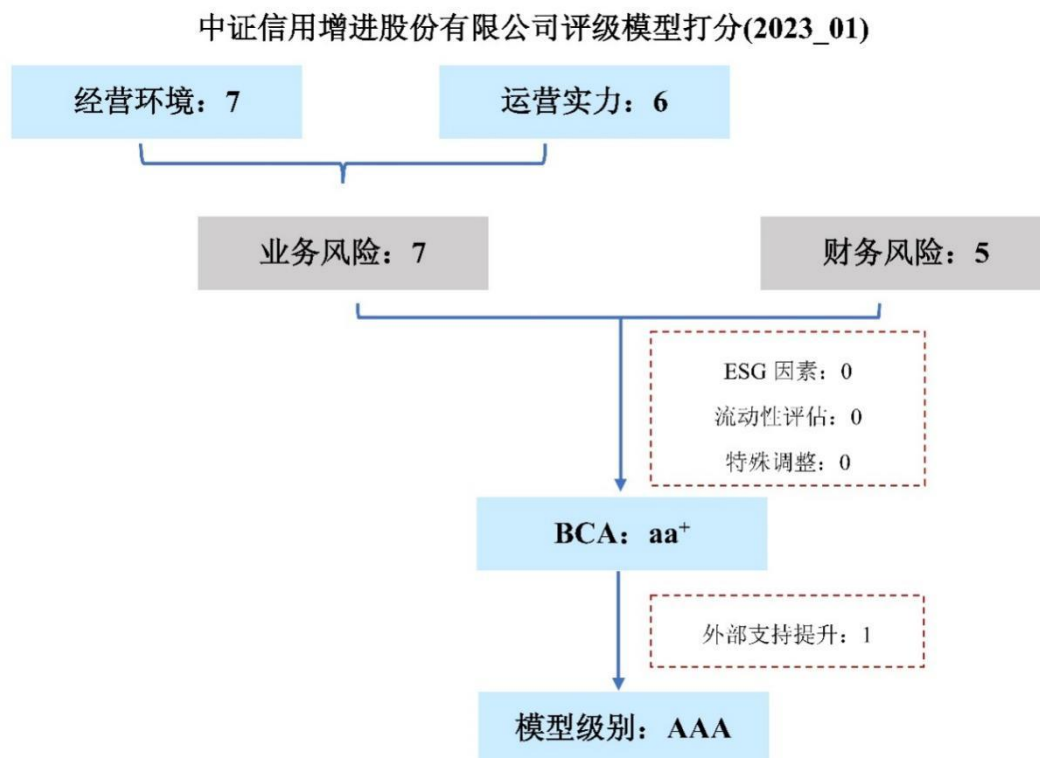 中证信用增进股份有限公司评级模型打分(2023_01)
经营环境：7
运营实力：6
业务风险：7
财务风险：5
ESG 因素：0
流动性评估：0
特殊调整：0
BCA：aa⁺
外部支持提升：1
模型级别：AAA